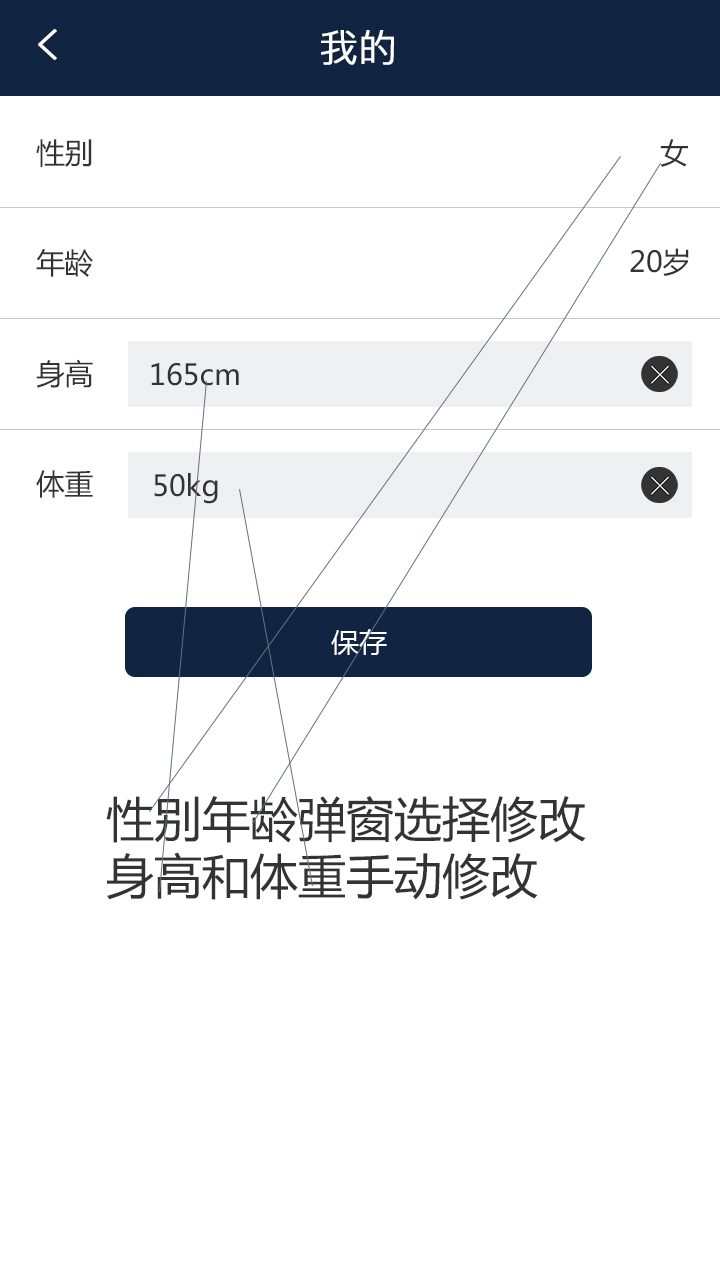 我的
性别 女
年龄 20岁
身高 165cm
体重 50kg
保存
性别年龄弹窗选择修改
身高和体重手动修改